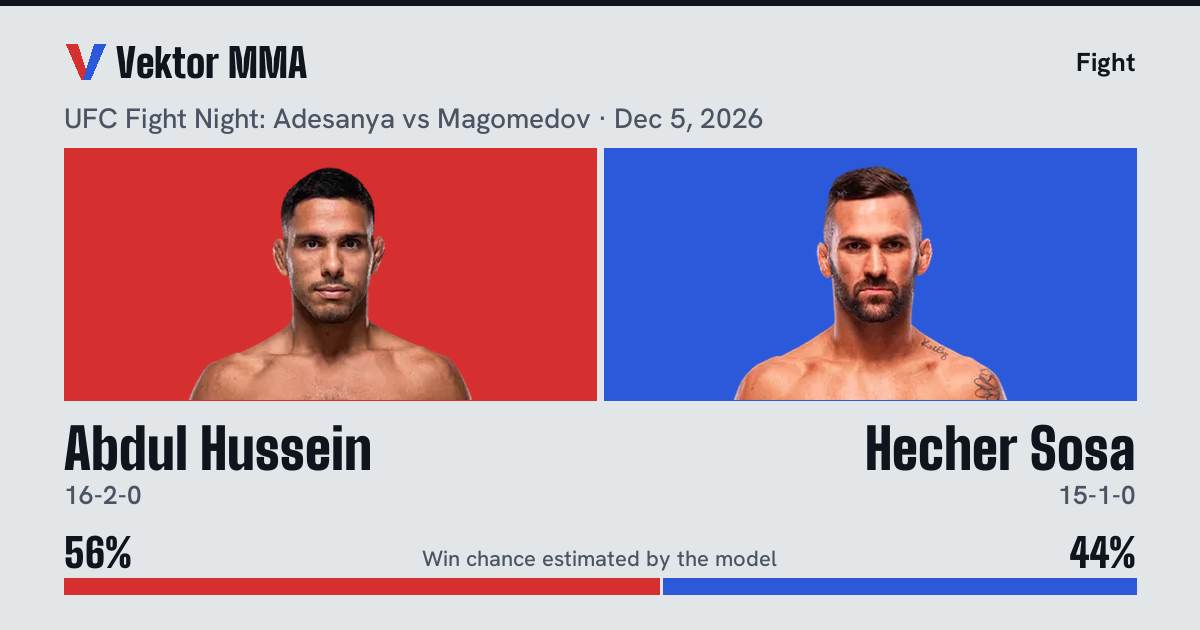 Vektor MMA
Fight
UFC Fight Night: Adesanya vs Magomedov · Dec 5, 2026
Abdul Hussein
Hecher Sosa
16-2-0
15-1-0
56%
Win chance estimated by the model
44%